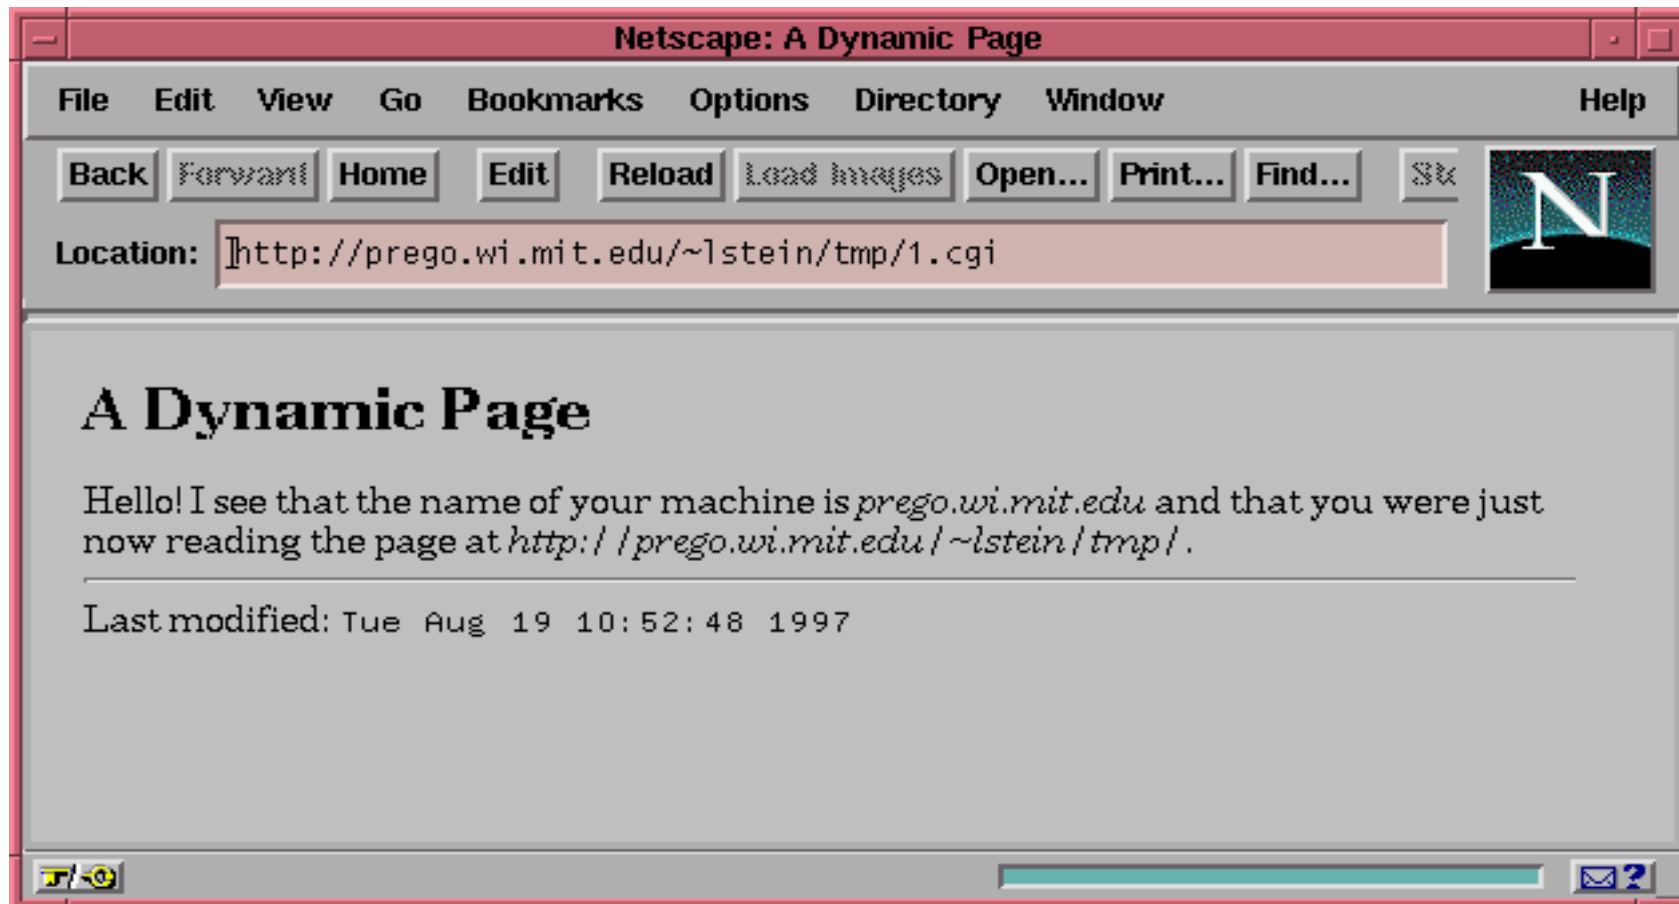 Netscape: A Dynamic Page
File Edit View Go Bookmarks Options Directory Window Help
Back Forward Home Edit Reload Load Images Open... Print... Find...
Location: http://prego.wi.mit.edu/~lstein/tmp/1.cgi
N
A Dynamic Page
Hello! I see that the name of your machine is prego.wi.mit.edu and that you were just
now reading the page at http://prego.wi.mit.edu/~lstein/tmp/.
Last modified: Tue Aug 19 10:52:48 1997
?